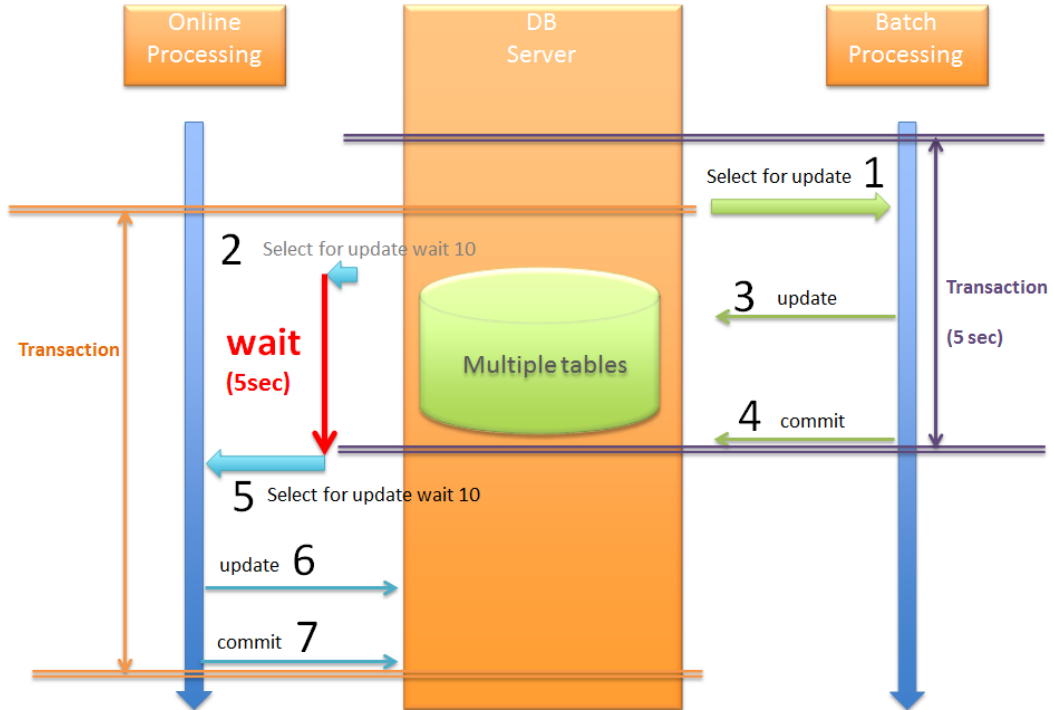 Online
Processing
DB
Server
Batch
Processing
Select for update 1
2 Select for update wait 10
Transaction
(5 sec)
3 update
Transaction
wait
(5sec)
Multiple tables
4 commit
5 Select for update wait 10
update 6
commit 7